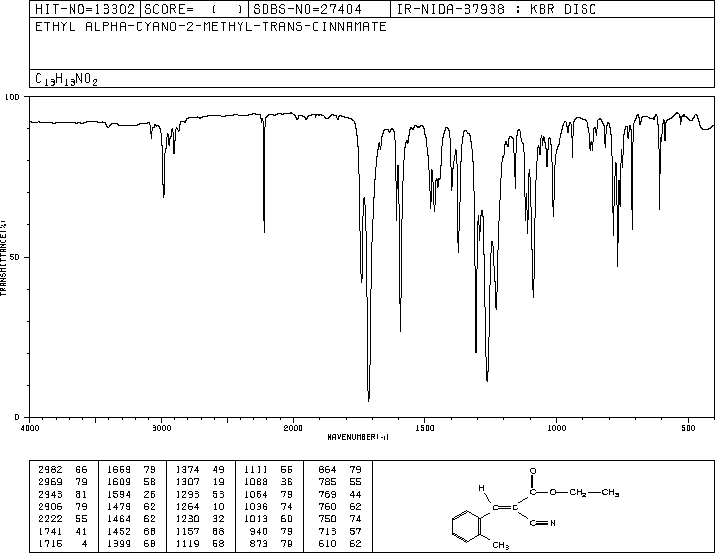 HIT-NO=13302 SCORE= ( ) SDBS-NO=27404 IR-NIDA-37938 : KBR DISC
ETHYL ALPHA-CYANO-2-METHYL-TRANS-CINNAMATE
C13H13NO2
100
50
0
TRANSMITTANCE(%)
4000 3000 2000 1500 1000 500
WAVENUMBER(-1)
2982 66 1669 79 1374 49 1111 55 864 79
2969 79 1609 58 1307 19 1088 36 785 55
2943 81 1594 26 1293 53 1064 79 769 44
2906 79 1479 62 1264 10 1036 74 760 62
2222 55 1464 62 1230 32 1013 60 750 74
1741 41 1452 68 1157 68 940 79 713 57
1715 4 1399 68 1119 58 873 79 610 62
O
H
C O CH2 CH3
C C
C N
CH3